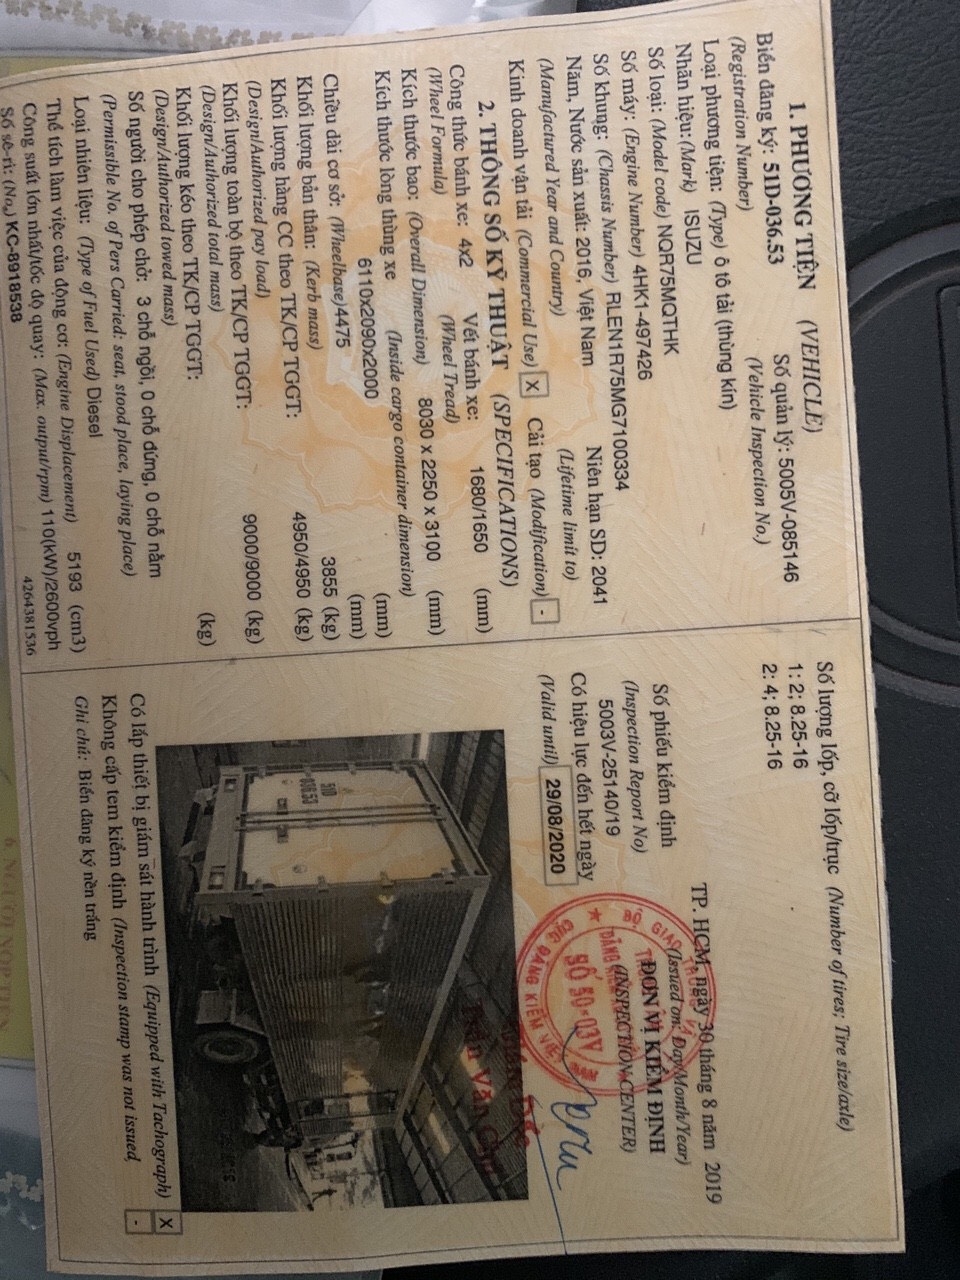 1. PHƯƠNG TIỆN (VEHICLE)
Biển đăng ký: 51D-036.53 Số quản lý: 5005V-085146
(Registration Number) (Vehicle Inspection No.)
Loại phương tiện: (Type) ô tô tải (thùng kín)
Nhãn hiệu: (Mark) ISUZU
Số loại: (Model code) NQR75MQTHK
Số máy: (Engine Number) 4HK1-497426
Số khung: (Chassis Number) RLEN1R75MG7100334
Năm, Nước sản xuất: 2016, Việt Nam Niên hạn SD: 2041
(Manufactured Year and Country) (Lifetime limit to)
Kinh doanh vận tải (Commercial Use) X Cải tạo (Modification) -
2. THÔNG SỐ KỸ THUẬT (SPECIFICATIONS)
Công thức bánh xe: 4x2 Vết bánh xe: 1680/1650 (mm)
(Wheel Formula) (Wheel Tread)
Kích thước bao: (Overall Dimension) 8030 x 2250 x 3100 (mm)
Kích thước lòng thùng xe (Inside cargo container dimension)
6110x2090x2000 (mm)
Chiều dài cơ sở: (Wheelbase)4475 (mm)
Khối lượng bản thân: (Kerb mass) 3855 (kg)
Khối lượng hàng CC theo TK/CP TGGT: 4950/4950 (kg)
(Design/Authorized pay load)
Khối lượng toàn bộ theo TK/CP TGGT: 9000/9000 (kg)
(Design/Authorized total mass)
Khối lượng kéo theo TK/CP TGGT: (kg)
(Design/Authorized towed mass)
Số người cho phép chở: 3 chỗ ngồi, 0 chỗ đứng, 0 chỗ nằm
(Permissible No. of Pers Carried: seat, stood place, laying place)
Loại nhiên liệu: (Type of Fuel Used) Diesel
Thể tích làm việc của động cơ: (Engine Displacement) 5193 (cm3)
Công suất lớn nhất/tốc độ quay: (Max. output/rpm) 110(kW)/2600vph
Số sê-ri: (No.) KC-8918538 4264381536
Số lượng lốp, cỡ lốp/trục (Number of tires; Tire size/axle)
1: 2; 8.25-16
2: 4; 8.25-16
TP. HCM, ngày 30 tháng 8 năm 2019
(Issued on: Day/Month/Year)
Số phiếu kiểm định ĐƠN VỊ KIỂM ĐỊNH
(Inspection Report No) (INSPECTION CENTER)
5003V-25140/19
Có hiệu lực đến hết ngày
(Valid until) 29/08/2020
SỐ 50-03V
51D
036.53
Có lắp thiết bị giám sát hành trình (Equipped with Tachograph) X
Không cấp tem kiểm định (Inspection stamp was not issued) -
Ghi chú: Biển đăng ký nền trắng